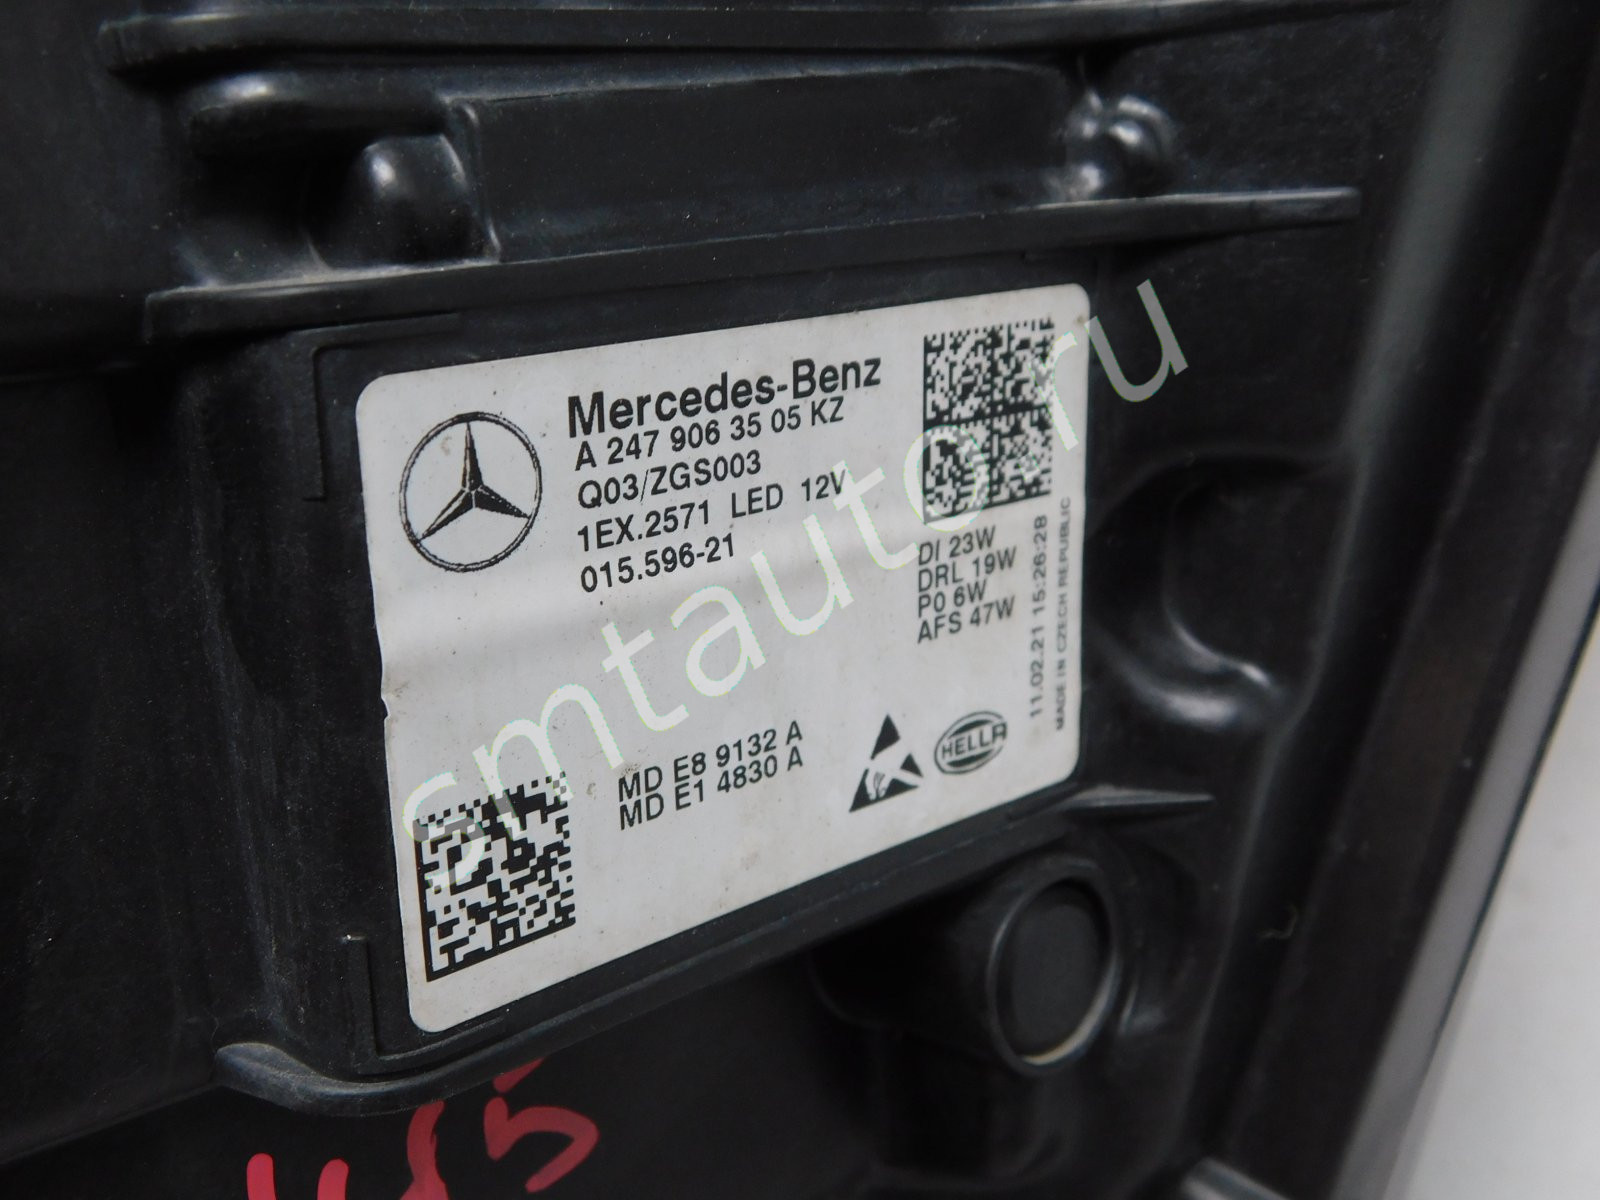 Mercedes-Benz
A 247 906 35 05 KZ
Q03/ZGS003
1EX.2571 LED 12V
015.596-21
DI 23W
DRL 19W
PO 6W
AFS 47W
11.02.21 15:26:28
MADE IN CZECH REPUBLIC
MD E8 9132 A
MD E1 4830 A
HELLA
smtauto.ru